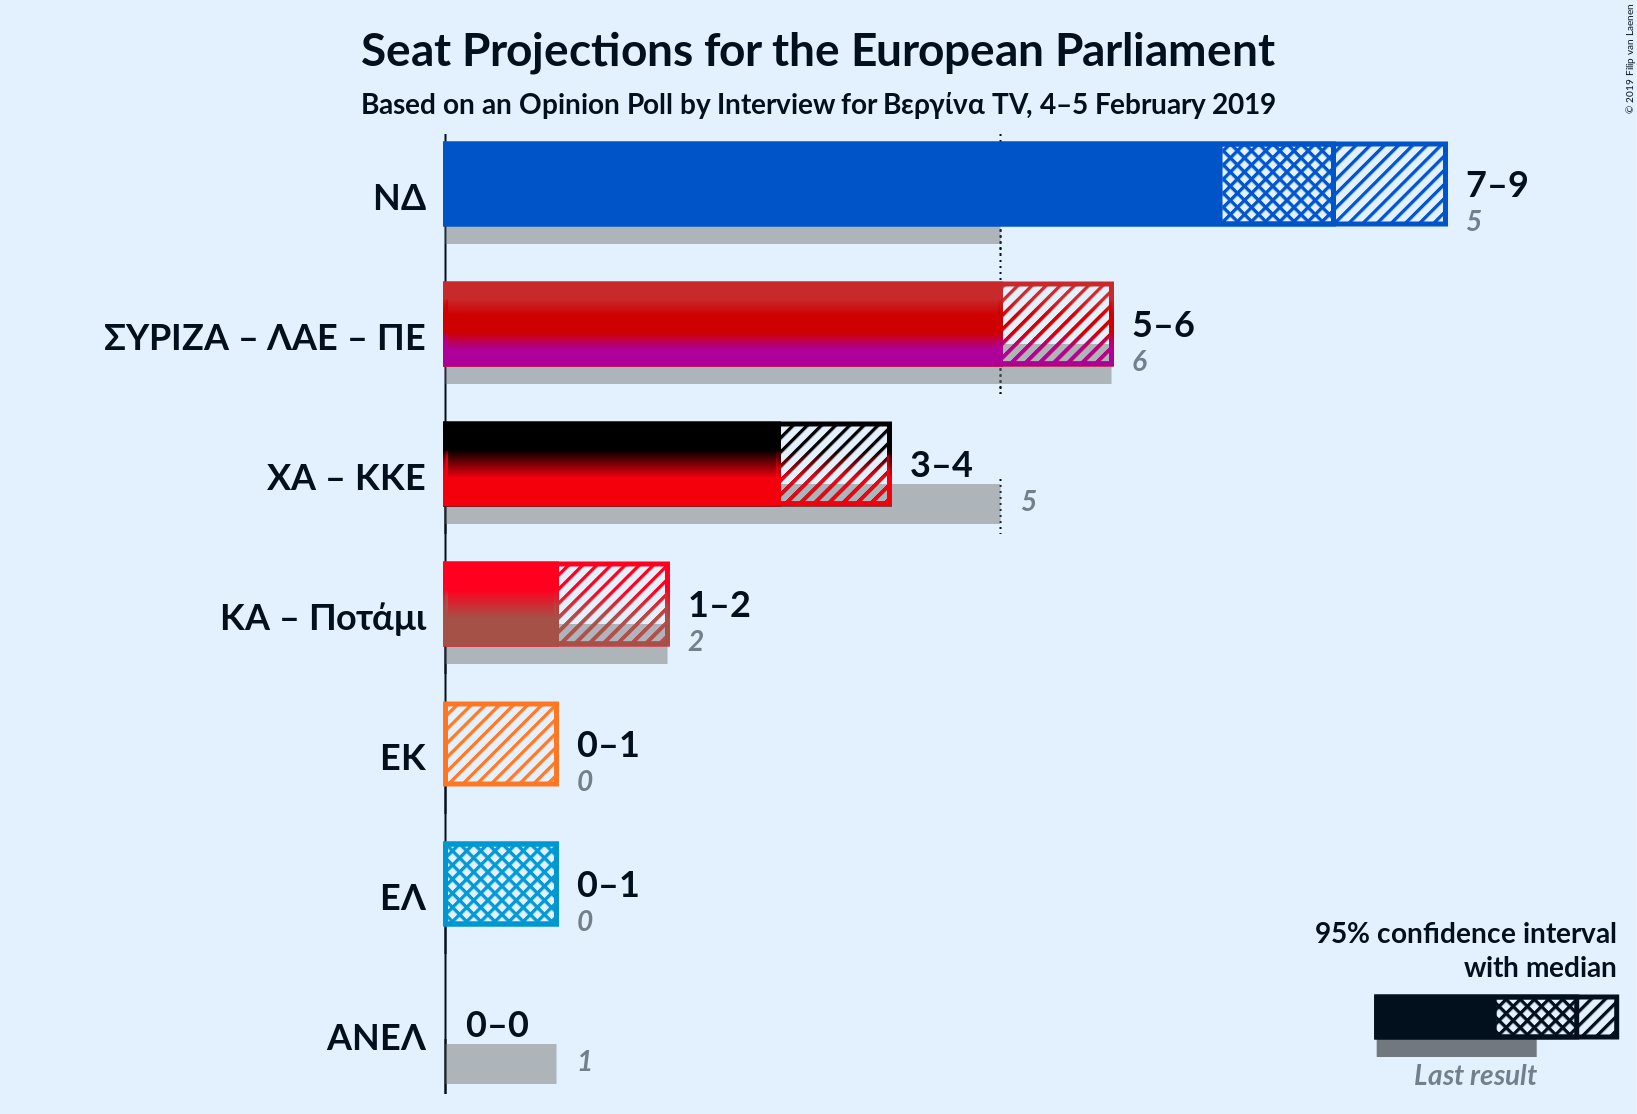 Seat Projections for the European Parliament
Based on an Opinion Poll by Interview for Βεργίνα TV, 4–5 February 2019
© 2019 Filip van Laenen
ΝΔ
7–9
5
ΣΥΡΙΖΑ – ΛΑΕ – ΠΕ
5–6
6
ΧΑ – ΚΚΕ
3–4
5
ΚΑ – Ποτάμι
1–2
2
ΕΚ
0–1
0
ΕΛ
0–1
0
ΑΝΕΛ
0–0
1
95% confidence interval
with median
Last result